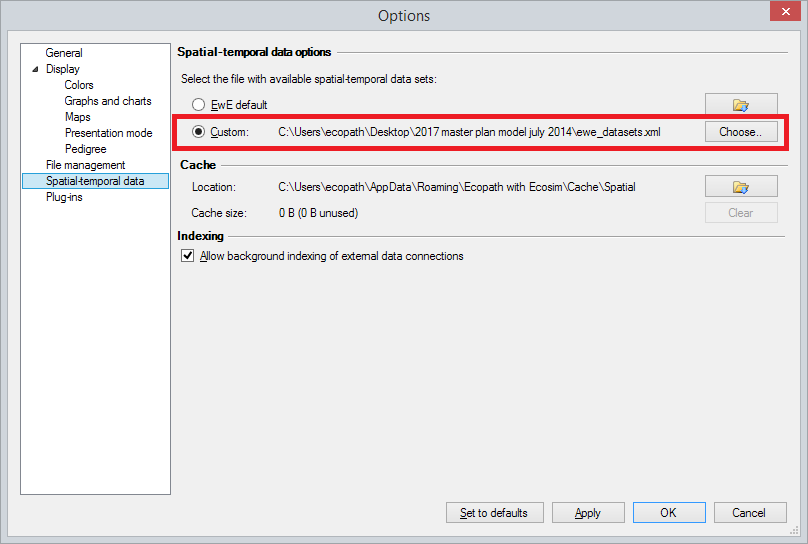 Options
General
Display
Colors
Graphs and charts
Maps
Presentation mode
Pedigree
File management
Spatial-temporal data
Plug-ins
Spatial-temporal data options
Select the file with available spatial-temporal data sets:
EwE default
Custom: C:\Users\ecopath\Desktop\2017 master plan model july 2014\ewe_datasets.xml Choose..
Cache
Location: C:\Users\ecopath\AppData\Roaming\Ecopath with Ecosim\Cache\Spatial
Cache size: 0 B (0 B unused) Clear
Indexing
Allow background indexing of external data connections
Set to defaults Apply OK Cancel